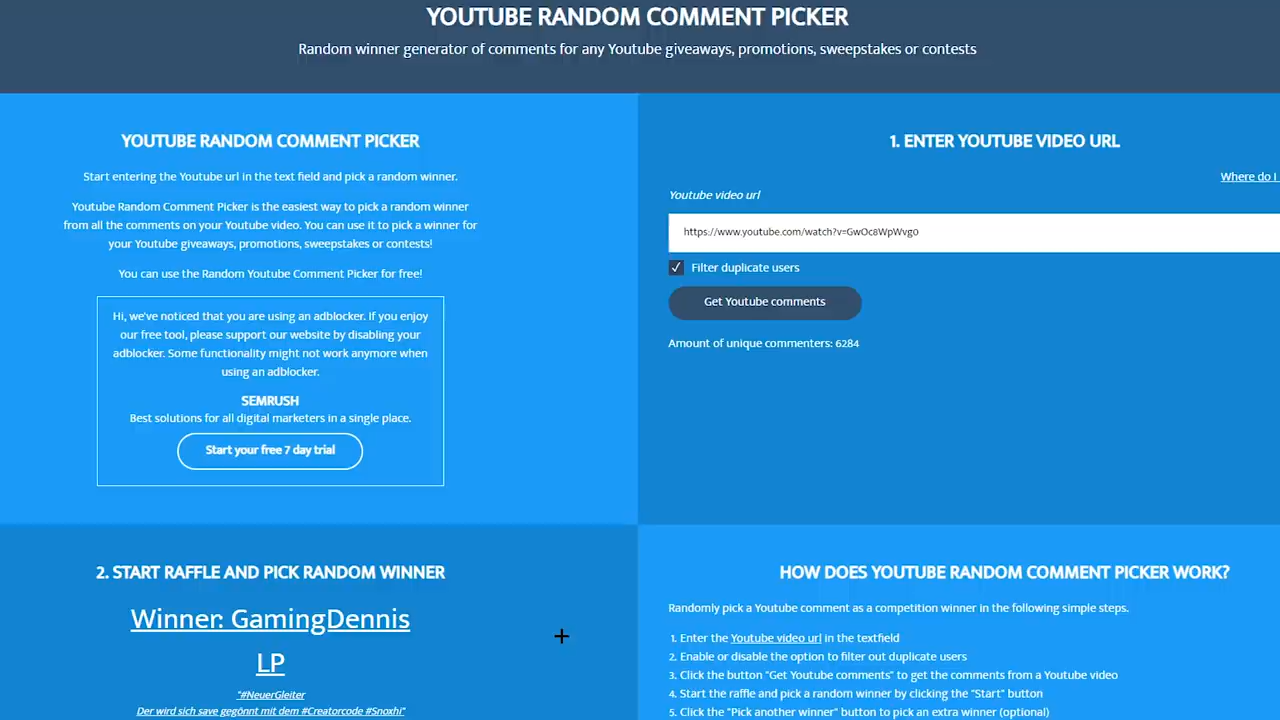 YOUTUBE RANDOM COMMENT PICKER
Random winner generator of comments for any Youtube giveaways, promotions, sweepstakes or contests
YOUTUBE RANDOM COMMENT PICKER
Start entering the Youtube url in the text field and pick a random winner.
Youtube Random Comment Picker is the easiest way to pick a random winner
from all the comments on your Youtube video. You can use it to pick a winner for
your Youtube giveaways, promotions, sweepstakes or contests!
You can use the Random Youtube Comment Picker for free!
Hi, we've noticed that you are using an adblocker. If you enjoy
our free tool, please support our website by disabling your
adblocker. Some functionality might not work anymore when
using an adblocker.
SEMRUSH
Best solutions for all digital marketers in a single place.
Start your free 7 day trial
1. ENTER YOUTUBE VIDEO URL
Where do I
Youtube video url
https://www.youtube.com/watch?v=GwOc8WpWvg0
Filter duplicate users
Get Youtube comments
Amount of unique commenters: 6284
2. START RAFFLE AND PICK RANDOM WINNER
Winner: GamingDennis
LP
"#NeuerGleiter
Der wird sich save gegönnt mit dem #Creatorcode #Snoxhi"
HOW DOES YOUTUBE RANDOM COMMENT PICKER WORK?
Randomly pick a Youtube comment as a competition winner in the following simple steps.
1. Enter the Youtube video url in the textfield
2. Enable or disable the option to filter out duplicate users
3. Click the button "Get Youtube comments" to get the comments from a Youtube video
4. Start the raffle and pick a random winner by clicking the "Start" button
5. Click the "Pick another winner" button to pick an extra winner (optional)